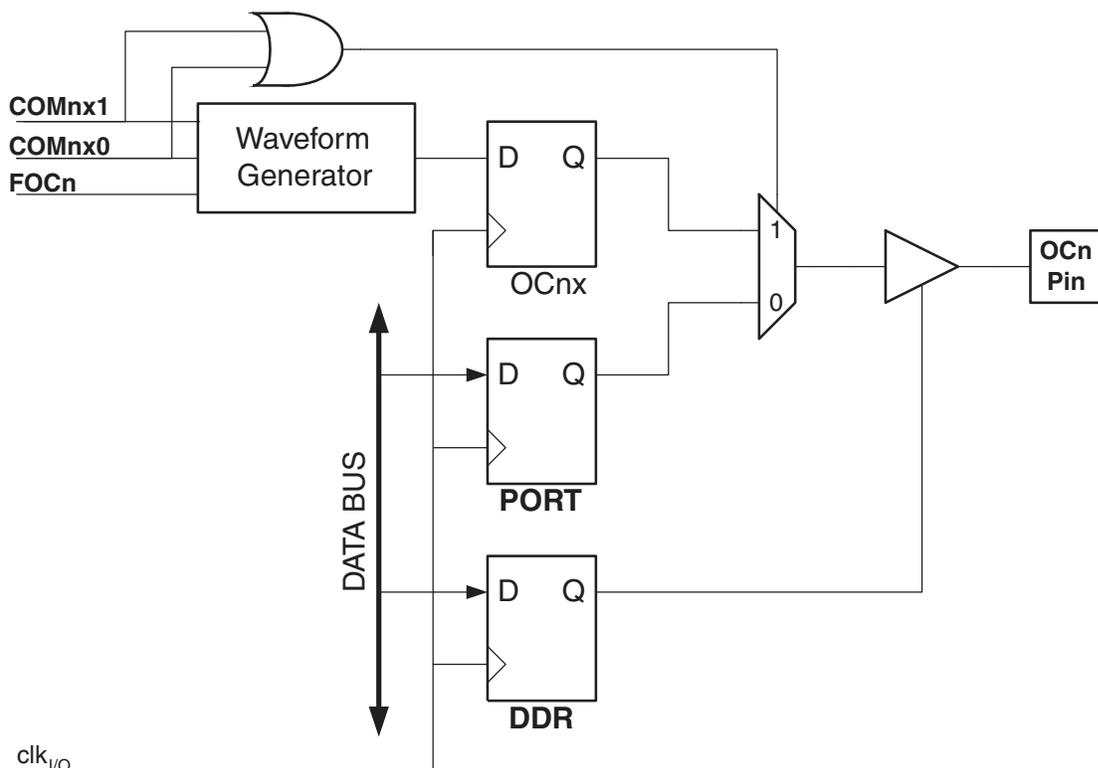 COMnx1
COMnx0
FOCn
Waveform
Generator
D Q
OCnx
1
0
OCn
Pin
D Q
PORT
DATA BUS
D Q
DDR
clkI/O